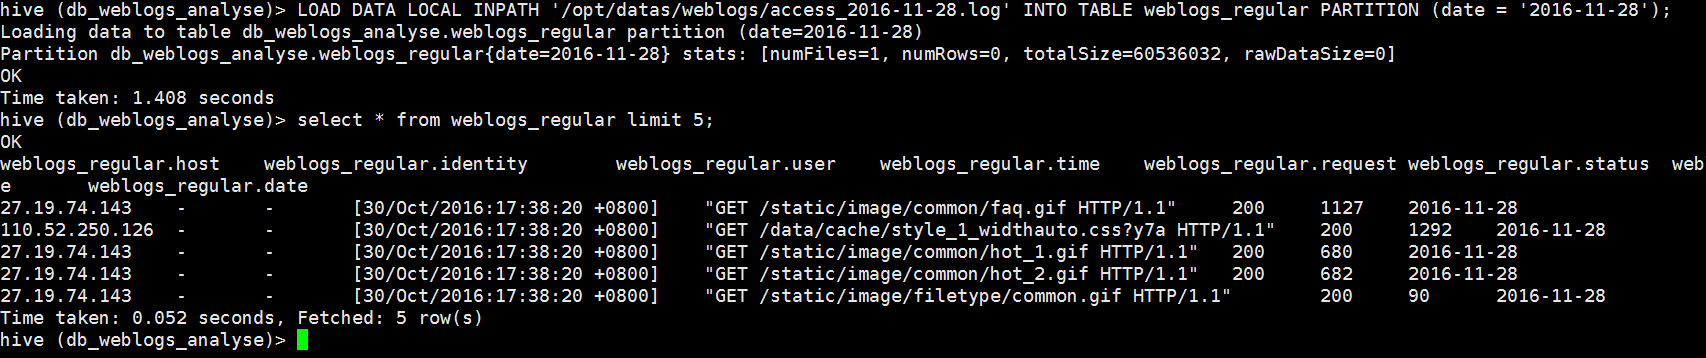 hive (db_weblogs_analyse)> LOAD DATA LOCAL INPATH '/opt/datas/weblogs/access_2016-11-28.log' INTO TABLE weblogs_regular PARTITION (date = '2016-11-28');
Loading data to table db_weblogs_analyse.weblogs_regular partition (date=2016-11-28)
Partition db_weblogs_analyse.weblogs_regular{date=2016-11-28} stats: [numFiles=1, numRows=0, totalSize=60536032, rawDataSize=0]
OK
Time taken: 1.408 seconds
hive (db_weblogs_analyse)> select * from weblogs_regular limit 5;
OK
weblogs_regular.host    weblogs_regular.identity        weblogs_regular.user    weblogs_regular.time    weblogs_regular.request weblogs_regular.status  web
e       weblogs_regular.date
27.19.74.143    -       -       [30/Oct/2016:17:38:20 +0800]    "GET /static/image/common/faq.gif HTTP/1.1"     200     1127    2016-11-28
110.52.250.126  -       -       [30/Oct/2016:17:38:20 +0800]    "GET /data/cache/style_1_widthauto.css?y7a HTTP/1.1"    200     1292    2016-11-28
27.19.74.143    -       -       [30/Oct/2016:17:38:20 +0800]    "GET /static/image/common/hot_1.gif HTTP/1.1"   200     680     2016-11-28
27.19.74.143    -       -       [30/Oct/2016:17:38:20 +0800]    "GET /static/image/common/hot_2.gif HTTP/1.1"   200     682     2016-11-28
27.19.74.143    -       -       [30/Oct/2016:17:38:20 +0800]    "GET /static/image/filetype/common.gif HTTP/1.1"        200     90      2016-11-28
Time taken: 0.052 seconds, Fetched: 5 row(s)
hive (db_weblogs_analyse)>